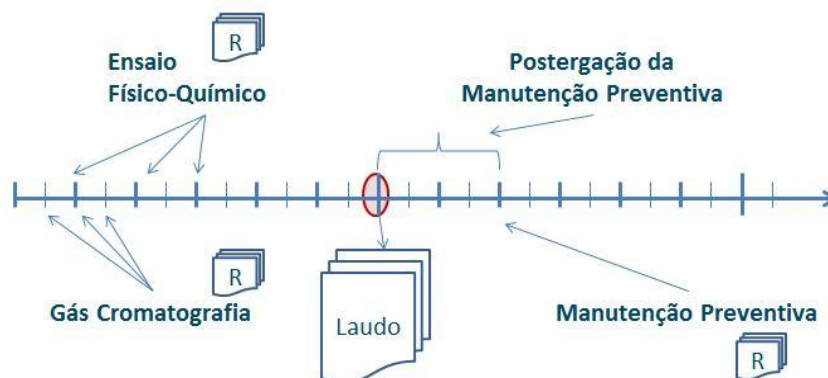 R
Ensaio
Físico-Químico
Postergação da
Manutenção Preventiva
R
Gás Cromatografia
Laudo
Manutenção Preventiva
R